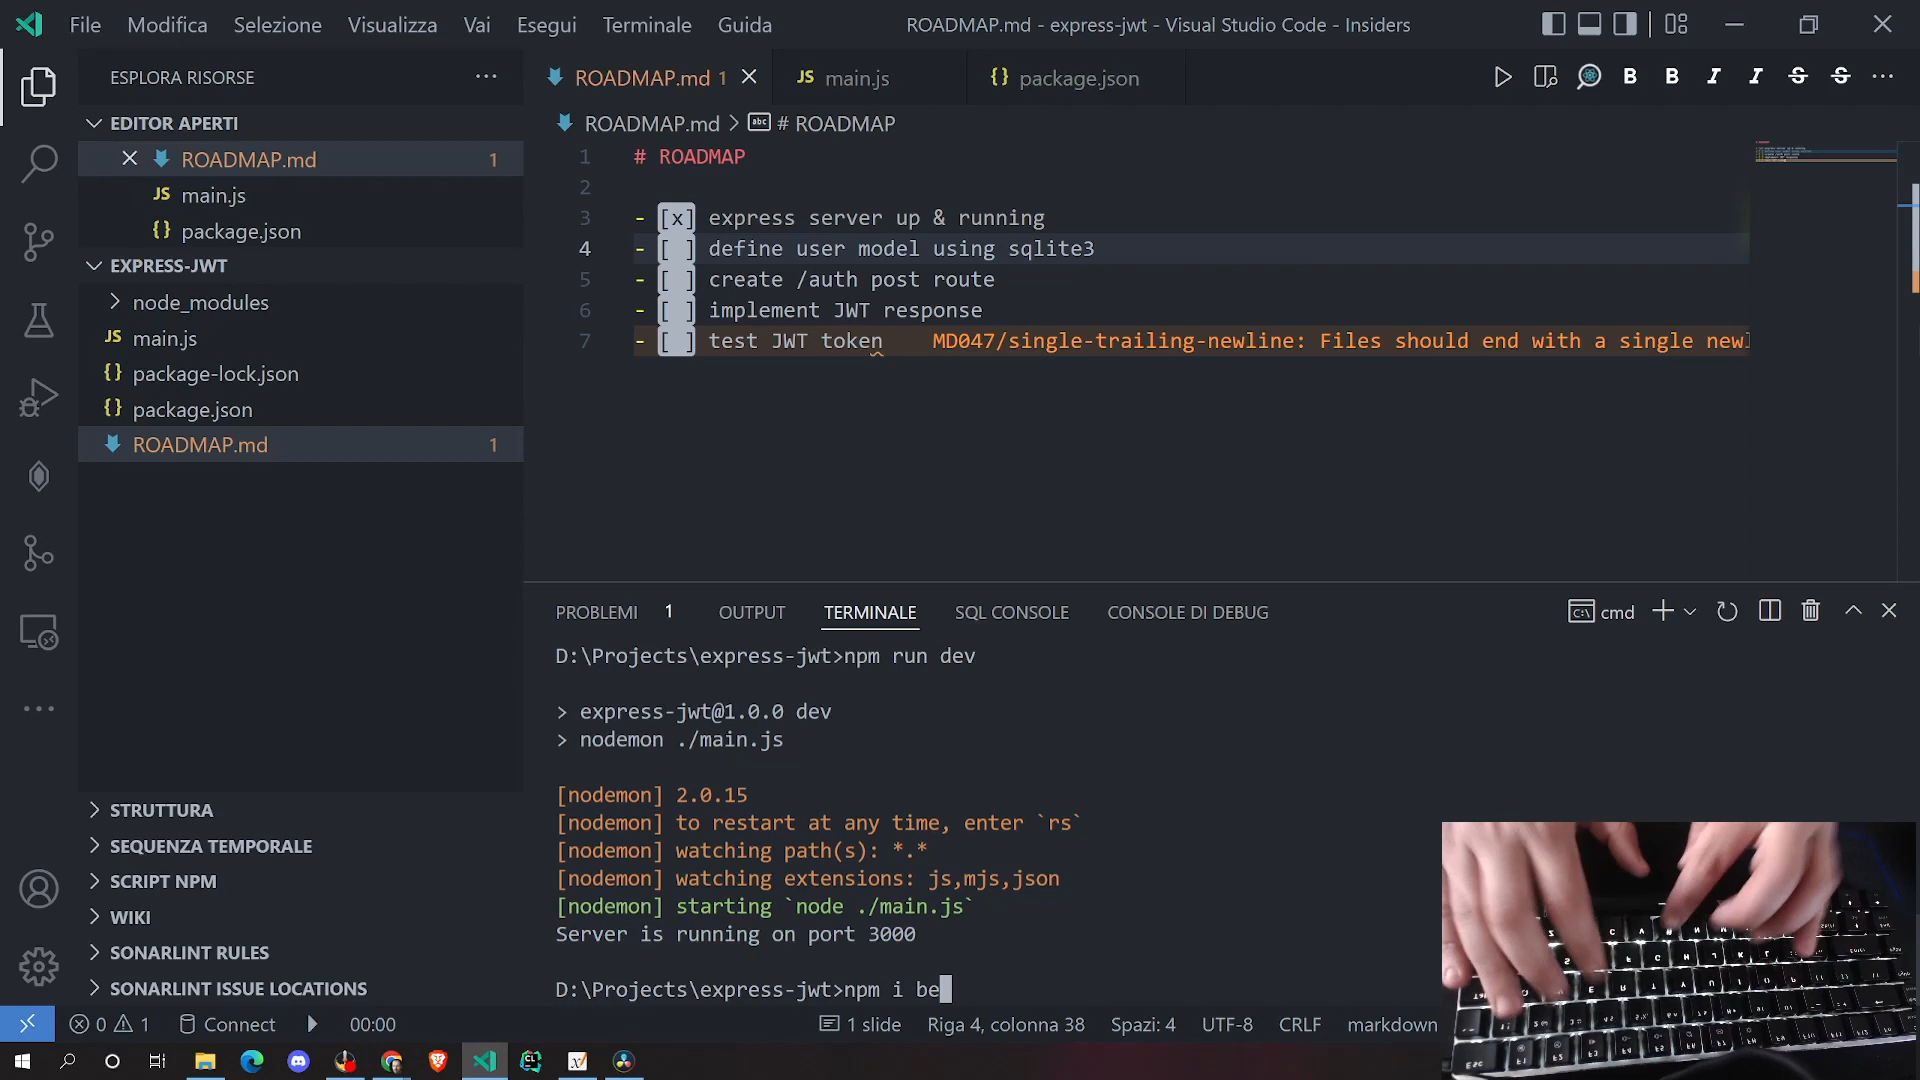 File Modifica Selezione Visualizza Vai Esegui Terminale Guida ROADMAP.md - express-jwt - Visual Studio Code - Insiders
ESPLORA RISORSE
ROADMAP.md 1
JS main.js
{} package.json
B B I I S S
EDITOR APERTI
ROADMAP.md 1
JS main.js
{} package.json
EXPRESS-JWT
node_modules
JS main.js
{} package-lock.json
{} package.json
ROADMAP.md 1
STRUTTURA
SEQUENZA TEMPORALE
SCRIPT NPM
WIKI
SONARLINT RULES
SONARLINT ISSUE LOCATIONS
ROADMAP.md > abc # ROADMAP
1 # ROADMAP
2
3 - [x] express server up & running
4 - [ ] define user model using sqlite3
5 - [ ] create /auth post route
6 - [ ] implement JWT response
7 - [ ] test JWT token MD047/single-trailing-newline: Files should end with a single newl
PROBLEMI 1 OUTPUT TERMINALE SQL CONSOLE CONSOLE DI DEBUG
cmd
D:\Projects\express-jwt>npm run dev
> express-jwt@1.0.0 dev
> nodemon ./main.js
[nodemon] 2.0.15
[nodemon] to restart at any time, enter `rs`
[nodemon] watching path(s): *.*
[nodemon] watching extensions: js,mjs,json
[nodemon] starting `node ./main.js`
Server is running on port 3000
D:\Projects\express-jwt>npm i be
0 1 Connect 00:00 1 slide Riga 4, colonna 38 Spazi: 4 UTF-8 CRLF markdown